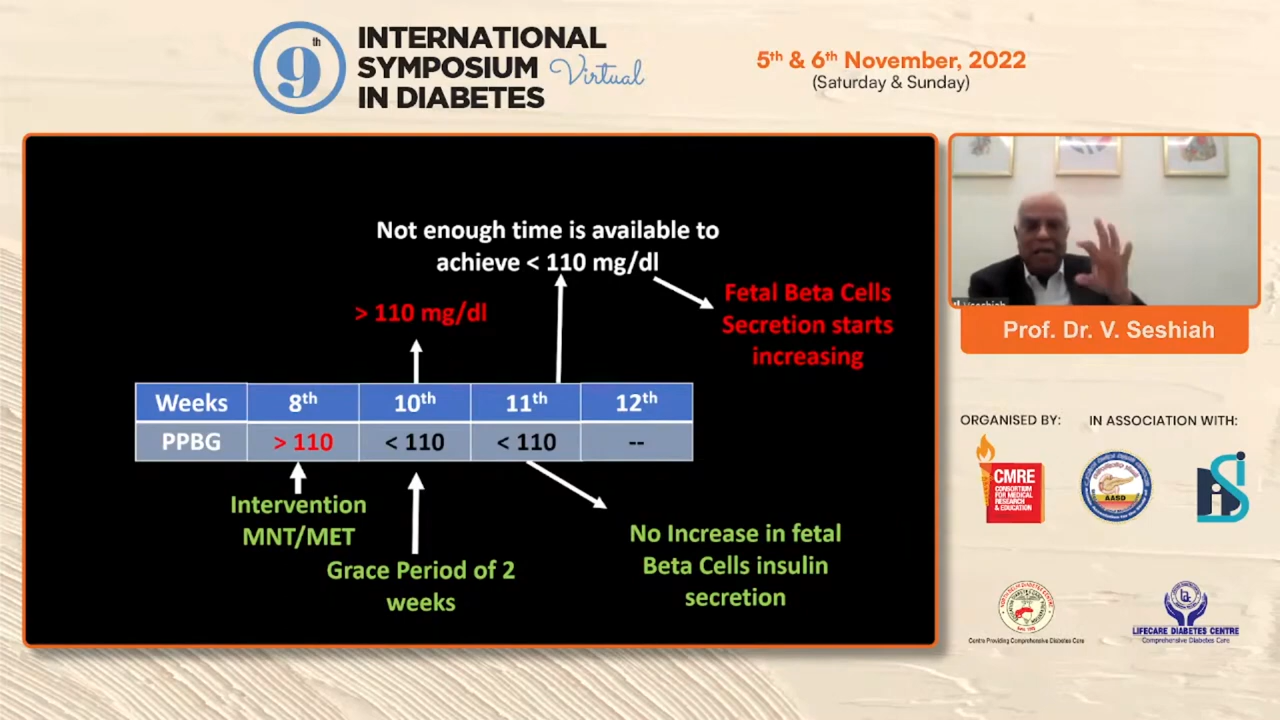 9th
INTERNATIONAL
SYMPOSIUM Virtual
IN DIABETES
5th & 6th November, 2022
(Saturday & Sunday)
Not enough time is available to
achieve < 110 mg/dl
> 110 mg/dl
Fetal Beta Cells
Secretion starts
increasing
Weeks 8th 10th 11th 12th
PPBG > 110 < 110 < 110 --
Intervention
MNT/MET
Grace Period of 2
weeks
No Increase in fetal
Beta Cells insulin
secretion
Prof. Dr. V. Seshiah
ORGANISED BY:
IN ASSOCIATION WITH:
CMRE
CONSORTIUM
FOR MEDICAL
RESEARCH
& EDUCATION
AASD
Centre Providing Comprehensive Diabetes Care
LIFECARE DIABETES CENTRE
Comprehensive Diabetes Care